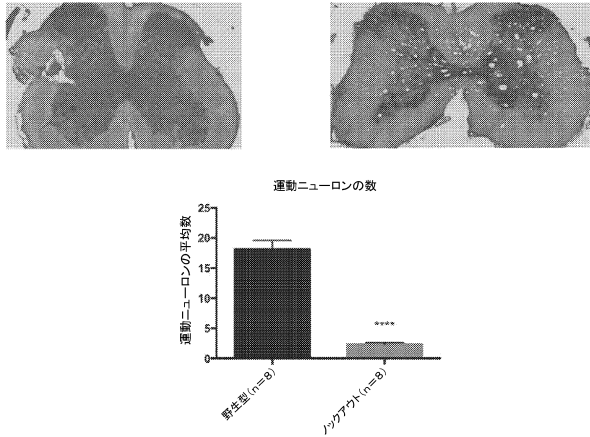 運動ニューロンの数
運動ニューロンの平均数
25
20
15
10
5
0
****
野生型(n=8)
ノックアウト(n=8)